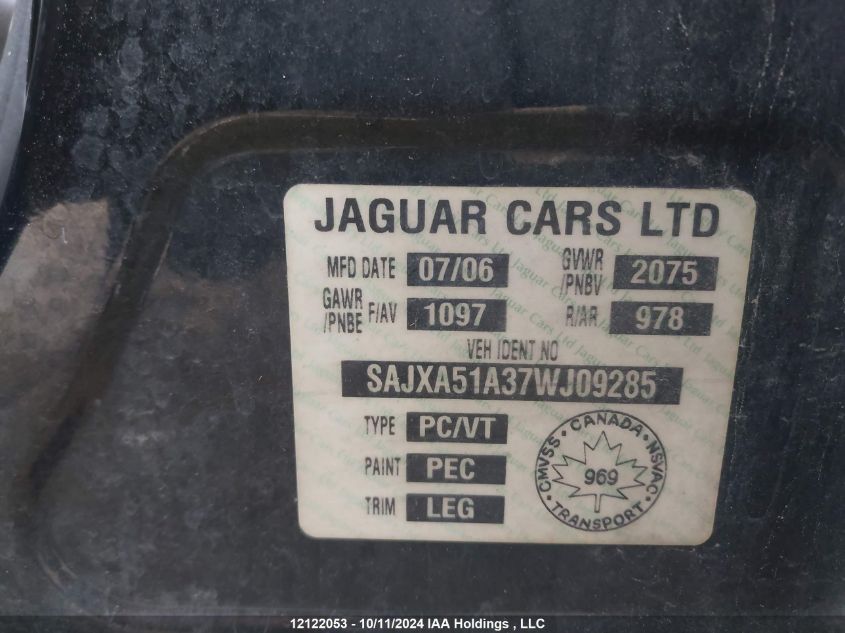 JAGUAR CARS LTD
MFD DATE 07/06 GVWR /PNBV 2075
GAWR /PNBE F/AV 1097 R/AR 978
VEH IDENT NO
SAJXA51A37WJ09285
TYPE PC/VT
PAINT PEC
TRIM LEG
CMVSS · CANADA · NSVAC · TRANSPORT ·
969
12122053 - 10/11/2024 IAA Holdings , LLC